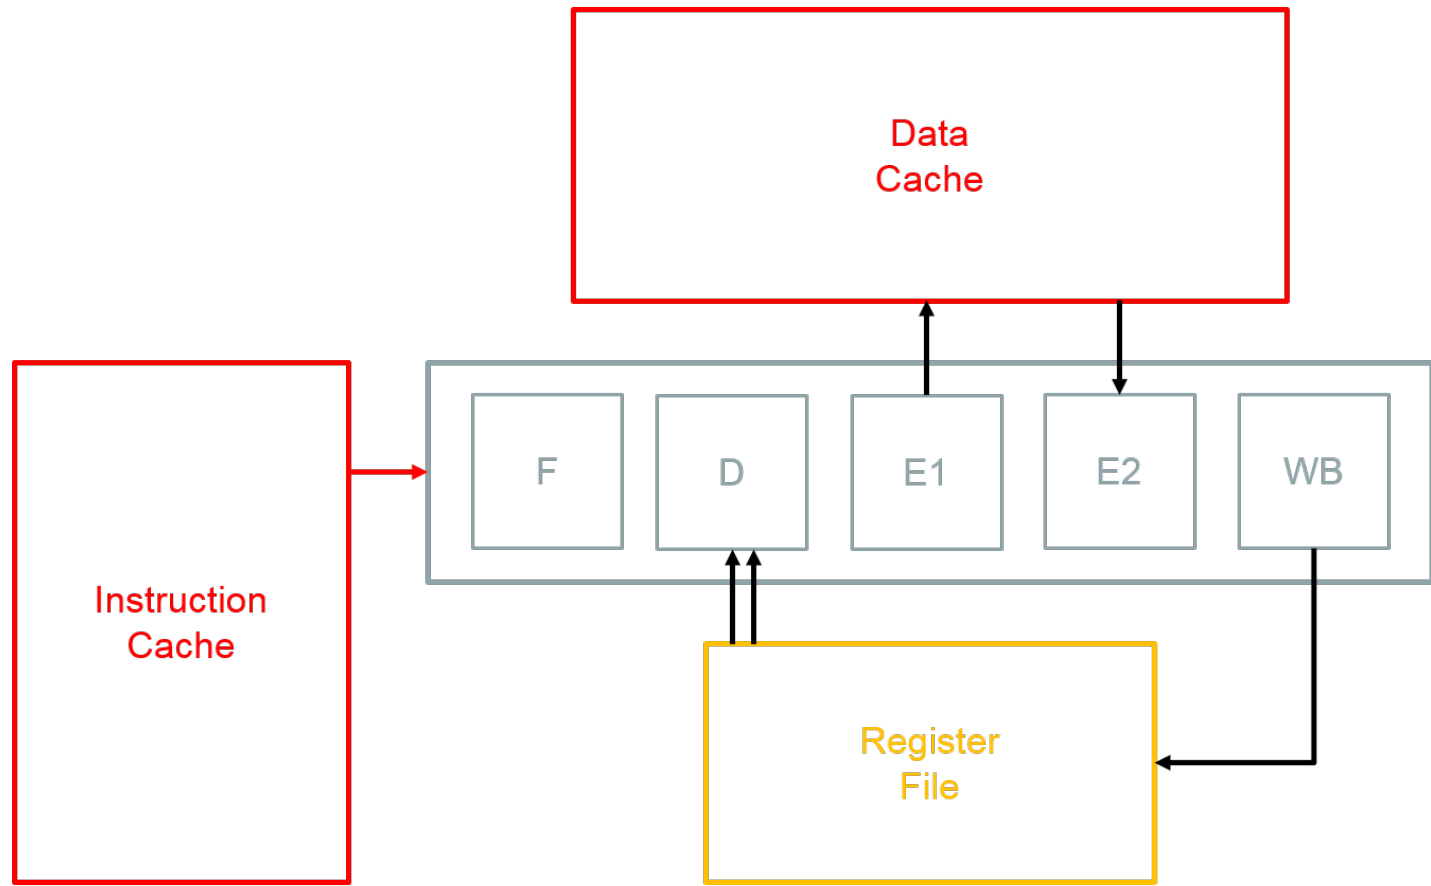 Data
Cache
F
D
E1
E2
WB
Instruction
Cache
Register
File